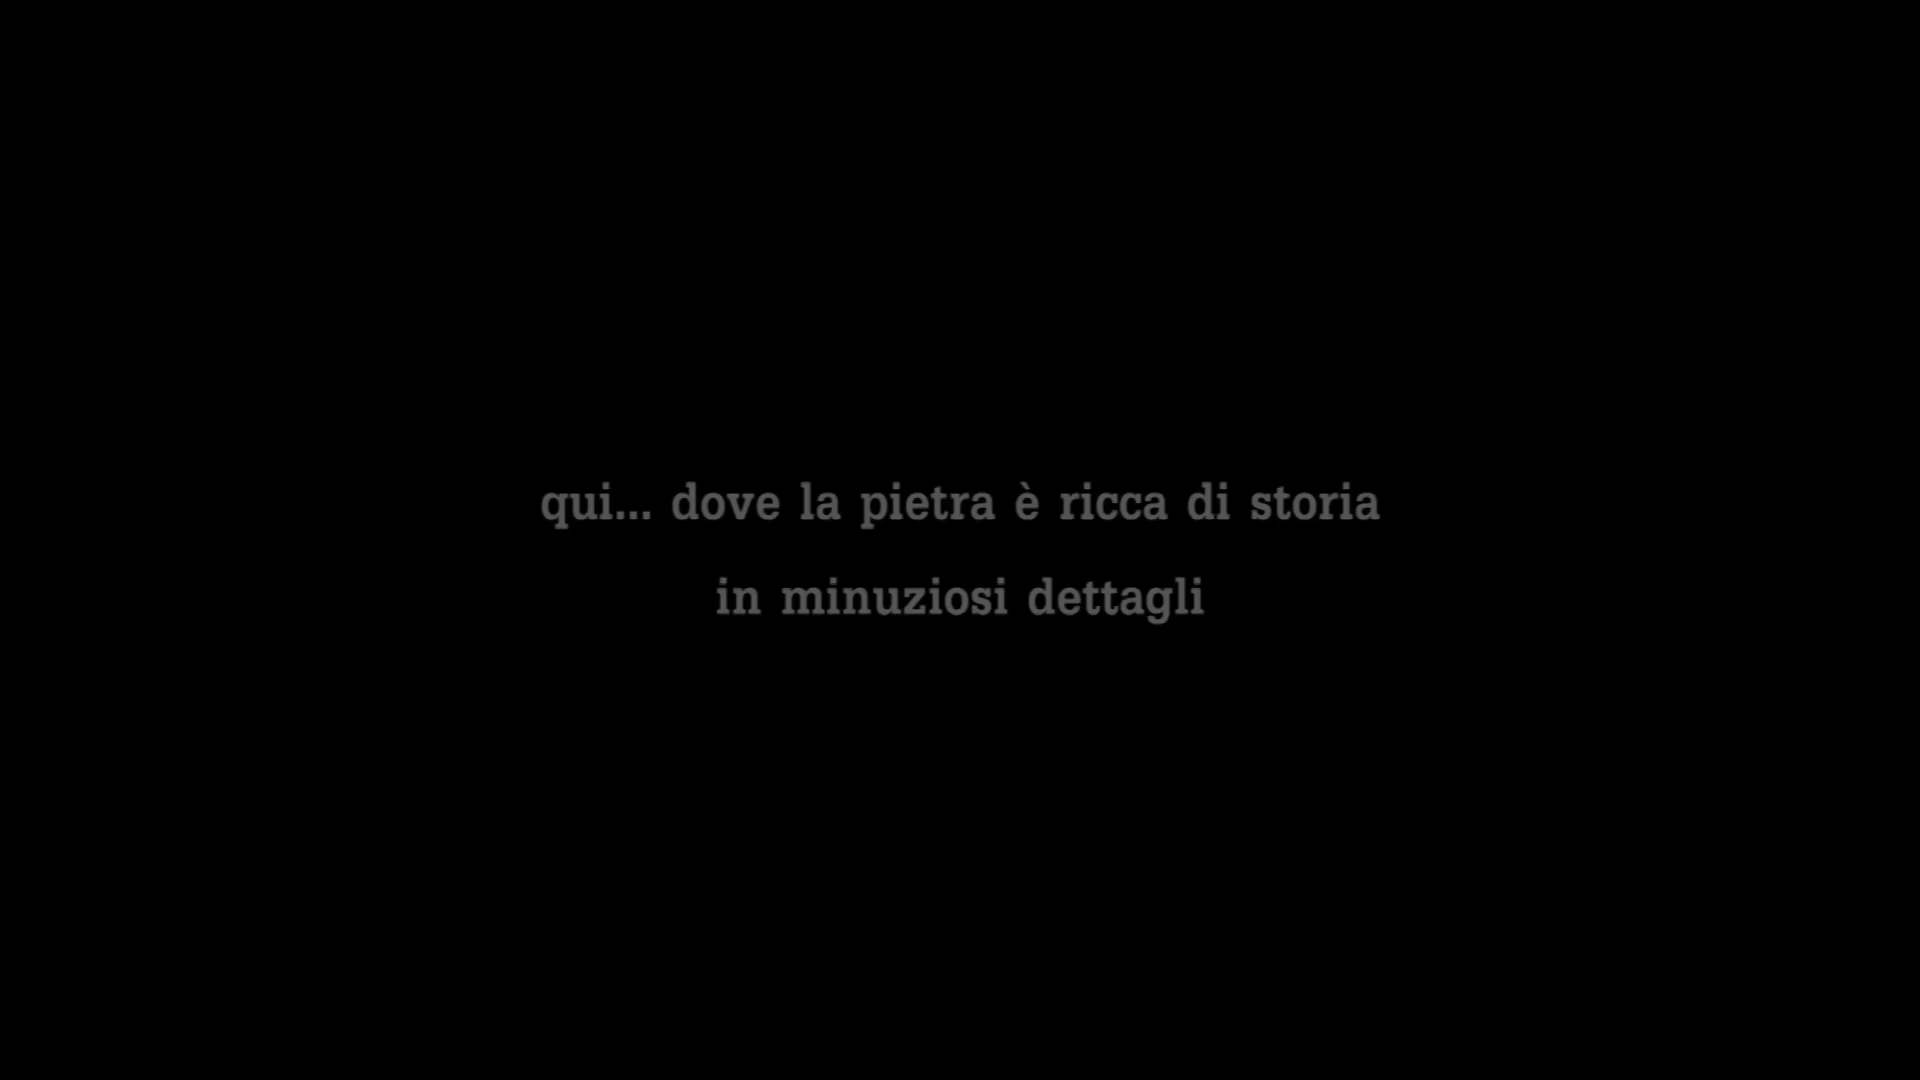 qui... dove la pietra è ricca di storia
in minuziosi dettagli